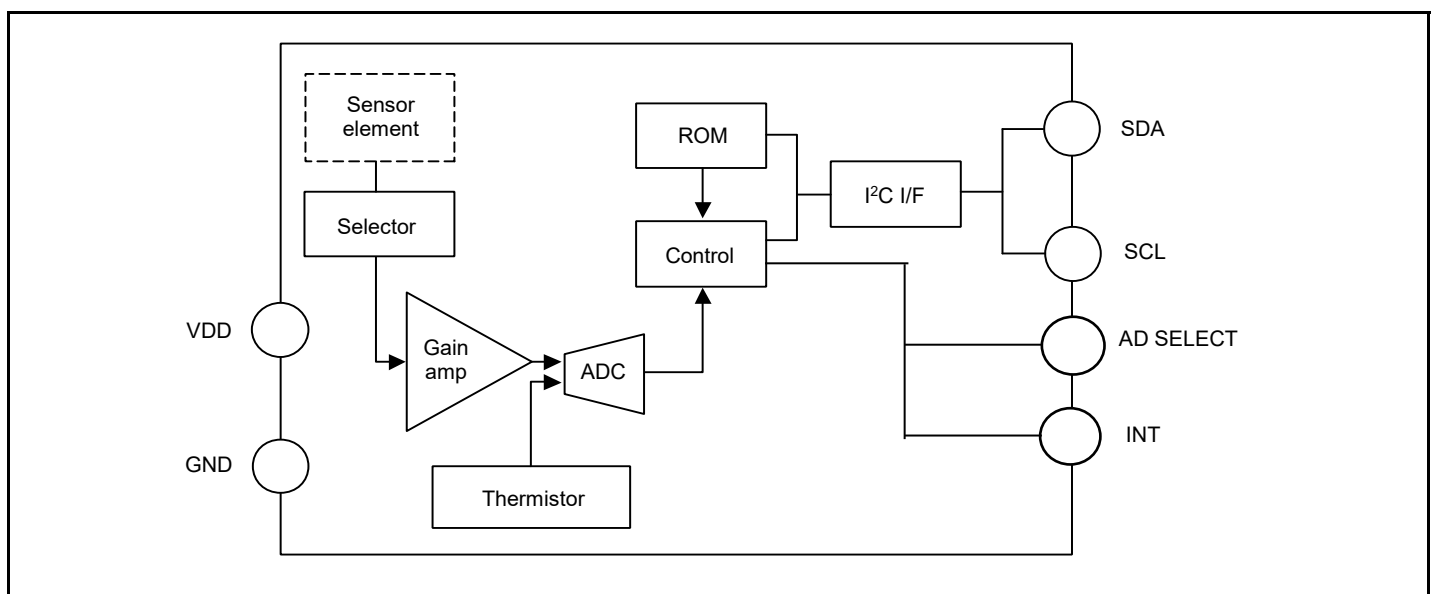 Sensor
element
ROM
SDA
I²C I/F
Selector
Control
SCL
VDD
Gain
amp
ADC
AD SELECT
INT
GND
Thermistor